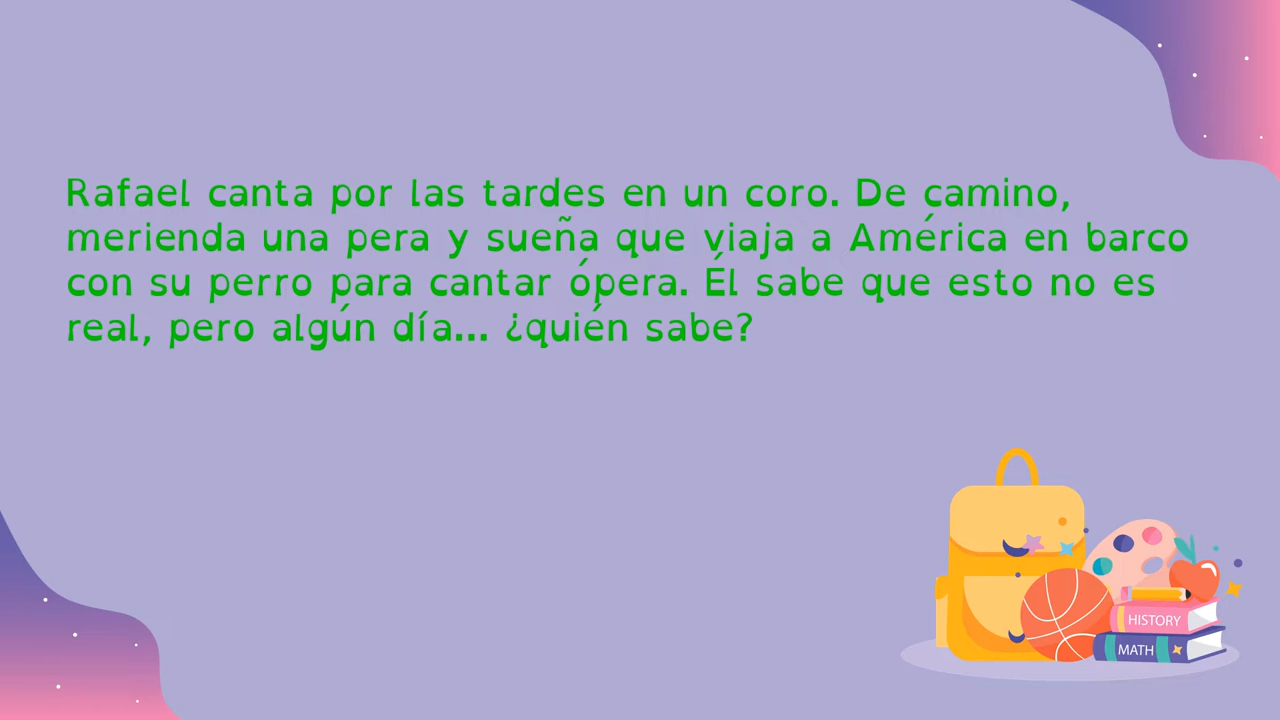 Rafael canta por las tardes en un coro. De camino,
merienda una pera y sueña que viaja a América en barco
con su perro para cantar ópera. Él sabe que esto no es
real, pero algún día... ¿quién sabe?
HISTORY
MATH